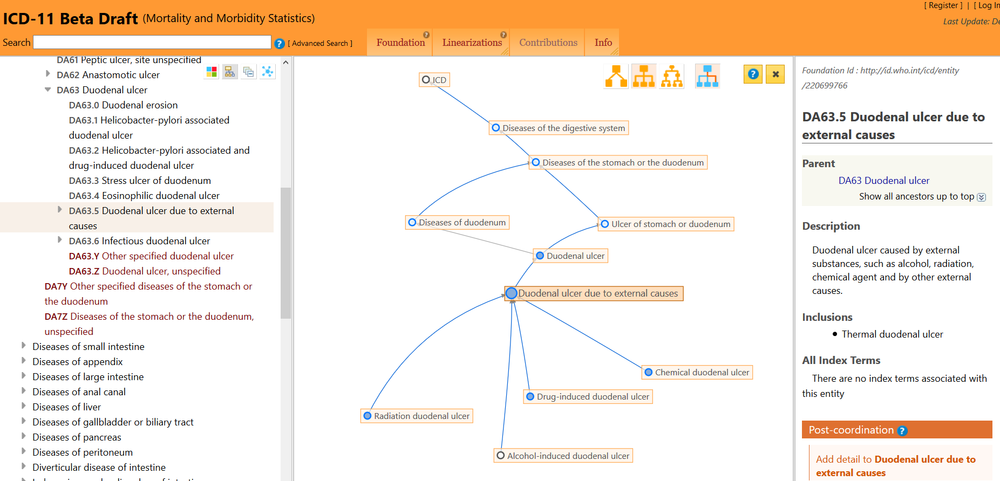 ICD-11 Beta Draft (Mortality and Morbidity Statistics)
[ Register ] | [ Log In
Last Update: De
Search
[ Advanced Search ]
Foundation
Linearizations
Contributions
Info
DA61 Peptic ulcer, site unspecified
DA62 Anastomotic ulcer
DA63 Duodenal ulcer
DA63.0 Duodenal erosion
DA63.1 Helicobacter-pylori associated
duodenal ulcer
DA63.2 Helicobacter-pylori associated and
drug-induced duodenal ulcer
DA63.3 Stress ulcer of duodenum
DA63.4 Eosinophilic duodenal ulcer
DA63.5 Duodenal ulcer due to external
causes
DA63.6 Infectious duodenal ulcer
DA63.Y Other specified duodenal ulcer
DA63.Z Duodenal ulcer, unspecified
DA7Y Other specified diseases of the stomach or
the duodenum
DA7Z Diseases of the stomach or the duodenum,
unspecified
Diseases of small intestine
Diseases of appendix
Diseases of large intestine
Diseases of anal canal
Diseases of liver
Diseases of gallbladder or biliary tract
Diseases of pancreas
Diseases of peritoneum
Diverticular disease of intestine
ICD
Diseases of the digestive system
Diseases of the stomach or the duodenum
Diseases of duodenum
Ulcer of stomach or duodenum
Duodenal ulcer
Duodenal ulcer due to external causes
Chemical duodenal ulcer
Drug-induced duodenal ulcer
Radiation duodenal ulcer
Alcohol-induced duodenal ulcer
Foundation Id : http://id.who.int/icd/entity
/220699766
DA63.5 Duodenal ulcer due to
external causes
Parent
DA63 Duodenal ulcer
Show all ancestors up to top
Description
Duodenal ulcer caused by external
substances, such as alcohol, radiation,
chemical agent and by other external
causes.
Inclusions
• Thermal duodenal ulcer
All Index Terms
There are no index terms associated with
this entity
Post-coordination ?
Add detail to Duodenal ulcer due to
external causes